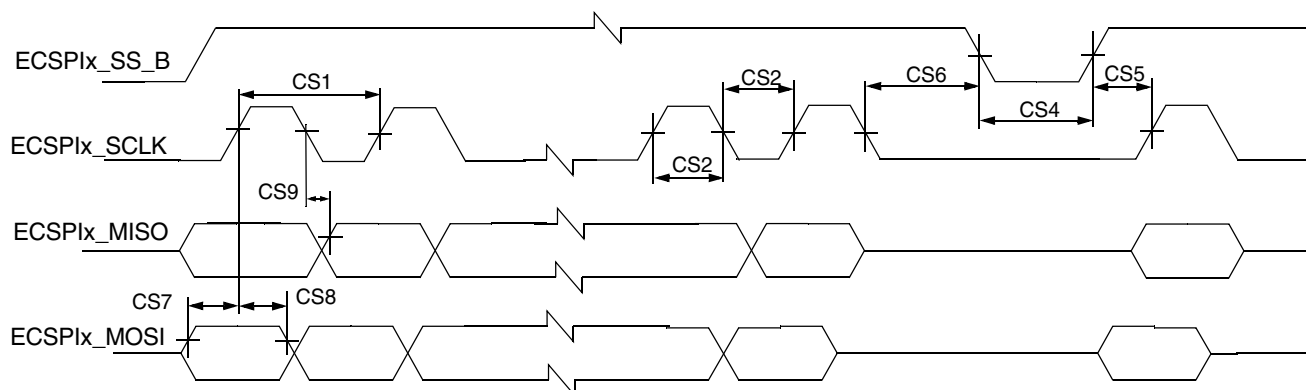 ECSPIx_SS_B
CS1
CS2
CS6
CS5
CS4
ECSPIx_SCLK
CS2
CS9
ECSPIx_MISO
CS7
CS8
ECSPIx_MOSI